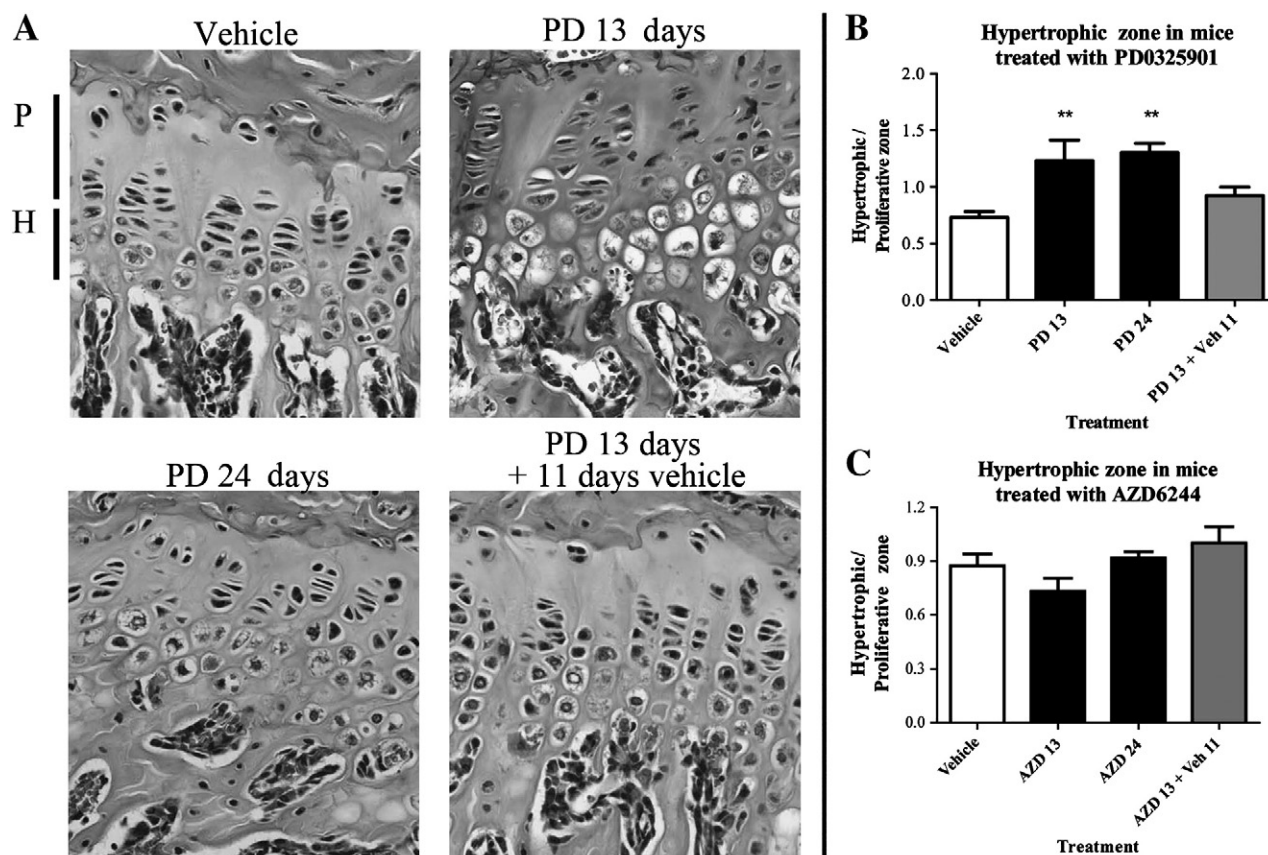 A
Vehicle
PD 13 days
P
H
PD 24 days
PD 13 days
+ 11 days vehicle
B
Hypertrophic zone in mice
treated with PD0325901
Hypertrophic /
Proliferative zone
2.0
1.5
1.0
0.5
0.0
**
**
Vehicle
PD 13
PD 24
PD 13 + Veh 11
Treatment
C
Hypertrophic zone in mice
treated with AZD6244
Hypertrophic/
Proliferative zone
1.2
0.9
0.6
0.3
0.0
Vehicle
AZD 13
AZD 24
AZD 13 + Veh 11
Treatment